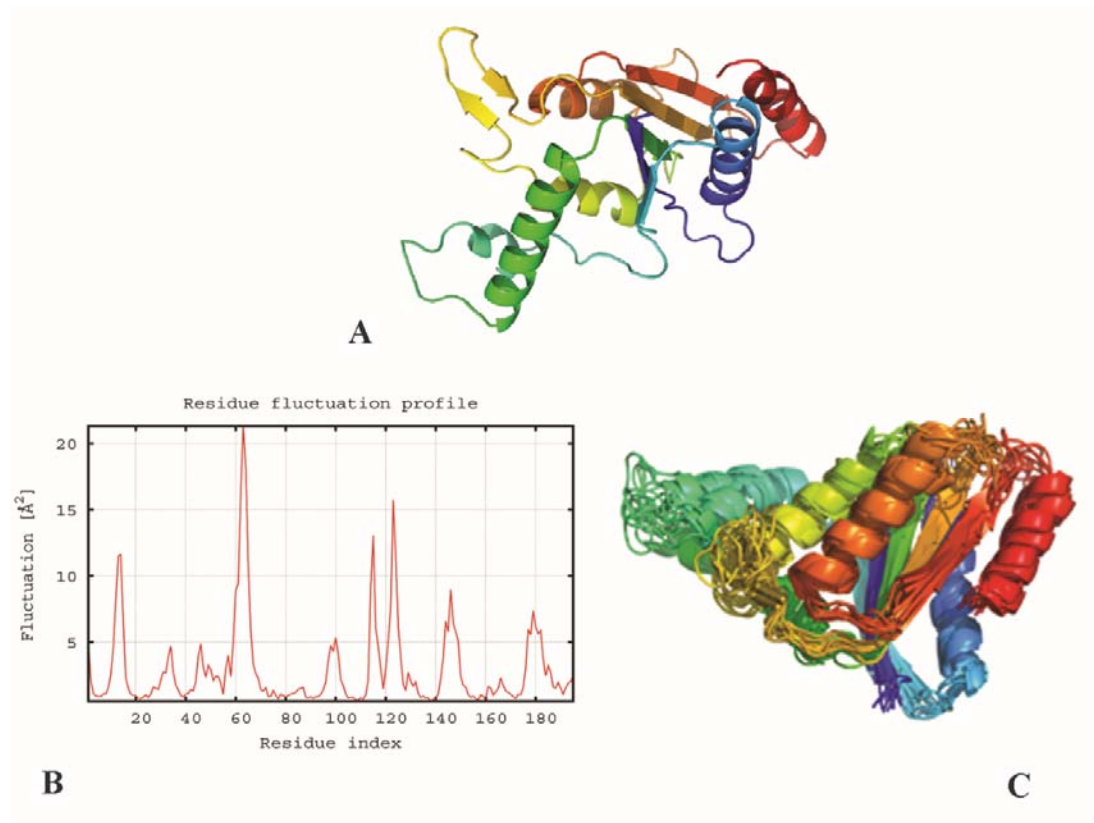 A
Residue fluctuation profile
Fluctuation [Å²]
20
15
10
5
20 40 60 80 100 120 140 160 180
Residue index
B
C